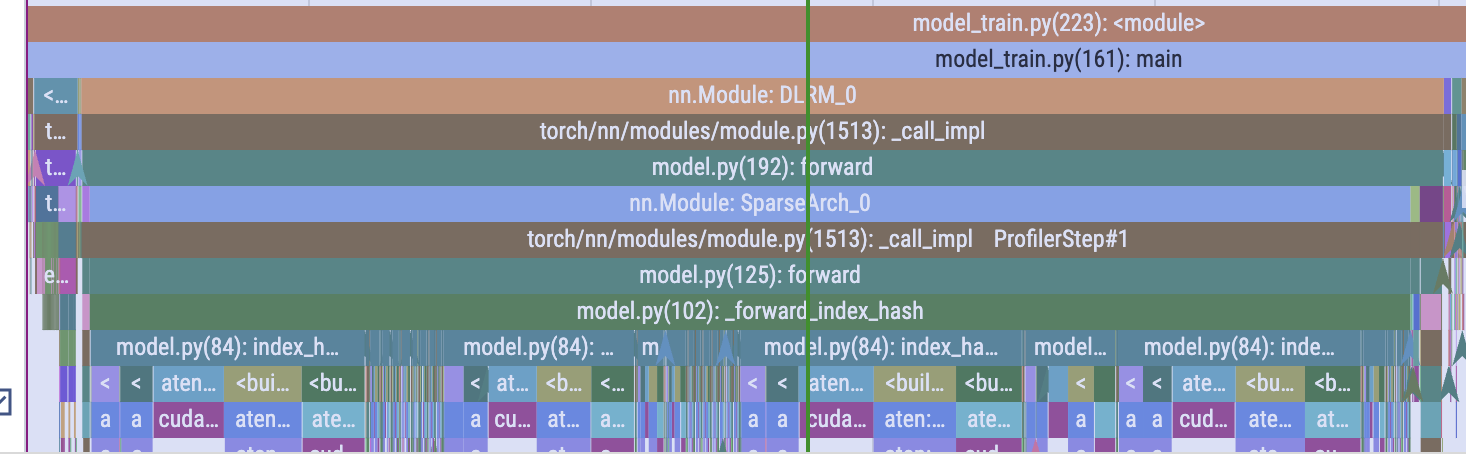 model_train.py(223): <module>
model_train.py(161): main
<... nn.Module: DLRM_0
t... torch/nn/modules/module.py(1513): _call_impl
t... model.py(192): forward
t... nn.Module: SparseArch_0
torch/nn/modules/module.py(1513): _call_impl ProfilerStep#1
e... model.py(125): forward
model.py(102): _forward_index_hash
model.py(84): index_h... model.py(84): ... m model.py(84): index_ha... model... model.py(84): inde...
< < aten... <bui... <bu... < at... <b... <... < < aten... <buil... <bu... < < < ate... <bu... <b...
a a cuda... aten... ate... a cu... at... a... a a cuda... aten:... ate... a a a cu... ate... at...